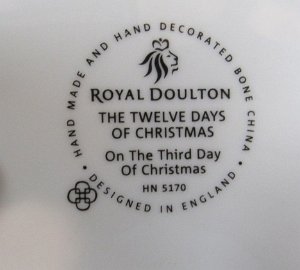 HAND MADE AND HAND DECORATED BONE CHINA ·
ROYAL DOULTON
THE TWELVE DAYS
OF CHRISTMAS
On The Third Day
Of Christmas
HN 5170
· DESIGNED IN ENGLAND ·